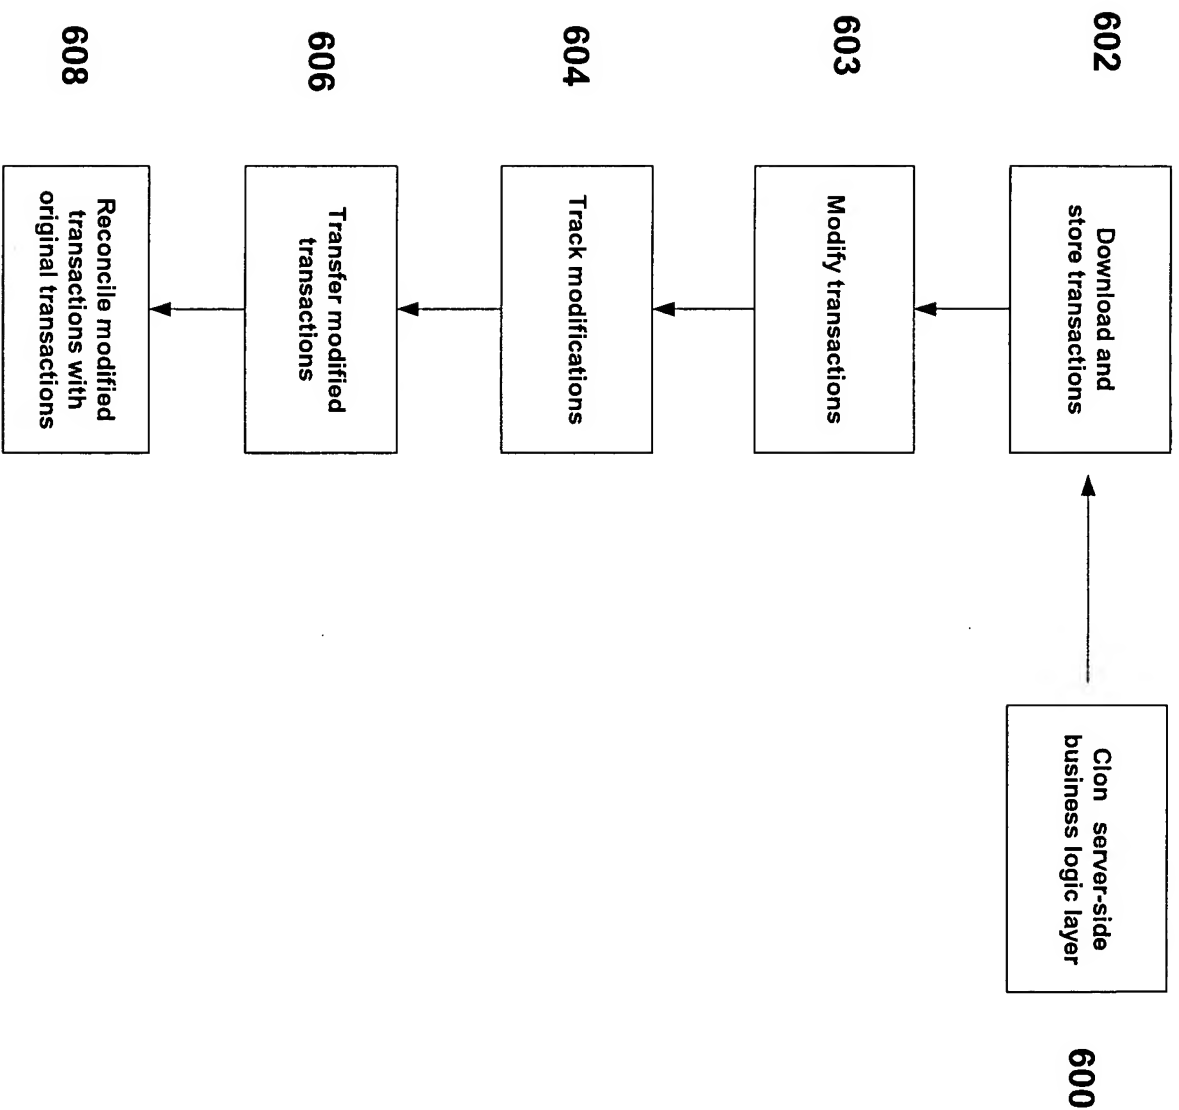 602
Download and
store transactions
Clon server-side
business logic layer
600
603
Modify transactions
604
Track modifications
606
Transfer modified
transactions
608
Reconcile modified
transactions with
original transactions